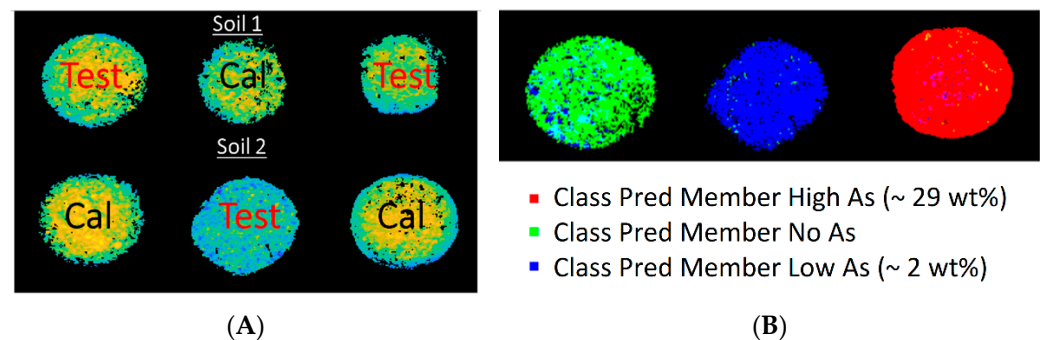 Soil 1
Test
Cal
Test
Soil 2
Cal
Test
Cal
Class Pred Member High As (~ 29 wt%)
Class Pred Member No As
Class Pred Member Low As (~ 2 wt%)
(A)
(B)